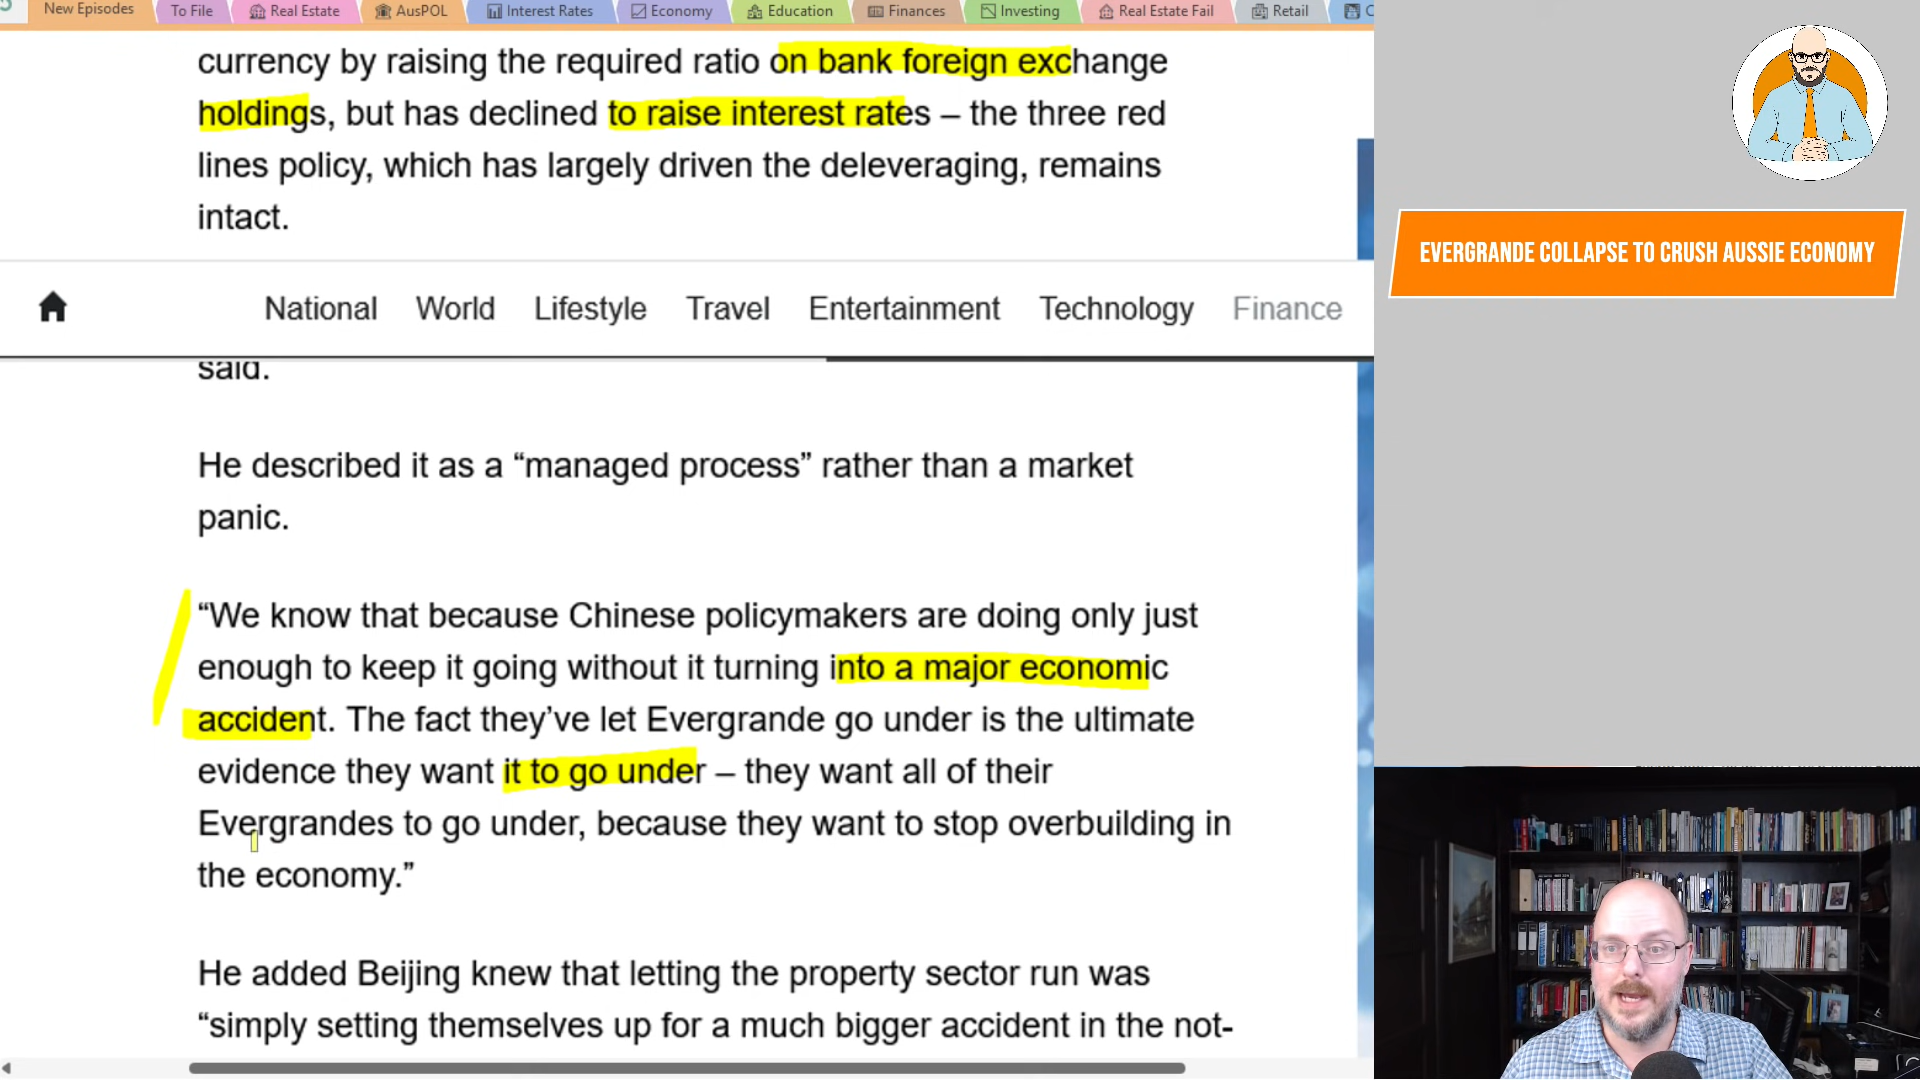 New Episodes To File Real Estate AusPOL Interest Rates Economy Education Finances Investing Real Estate Fail Retail
currency by raising the required ratio on bank foreign exchange
holdings, but has declined to raise interest rates – the three red
lines policy, which has largely driven the deleveraging, remains
intact.
National World Lifestyle Travel Entertainment Technology Finance
said.
He described it as a “managed process” rather than a market
panic.
“We know that because Chinese policymakers are doing only just
enough to keep it going without it turning into a major economic
accident. The fact they’ve let Evergrande go under is the ultimate
evidence they want it to go under – they want all of their
Evergrandes to go under, because they want to stop overbuilding in
the economy.”
He added Beijing knew that letting the property sector run was
“simply setting themselves up for a much bigger accident in the not-
EVERGRANDE COLLAPSE TO CRUSH AUSSIE ECONOMY